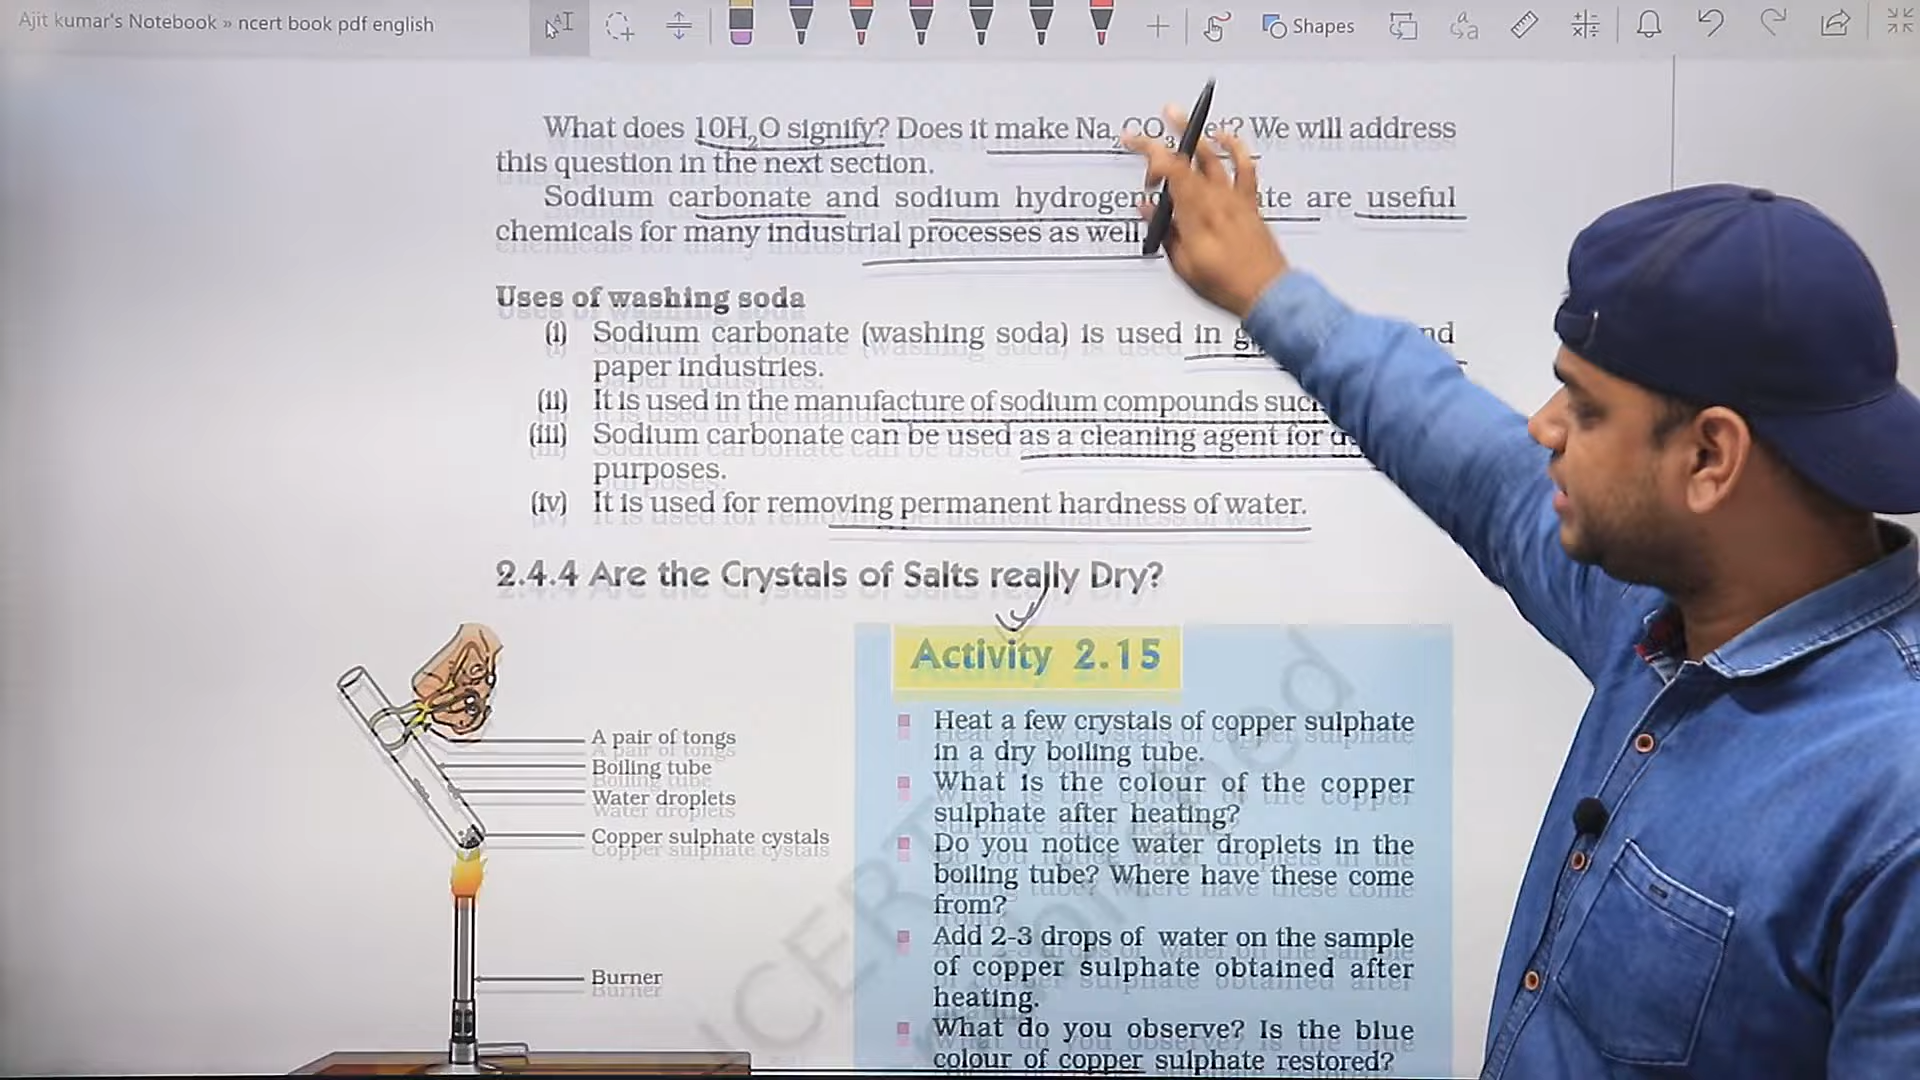 Ajit kumar's Notebook » ncert book pdf english
Shapes
What does 10H2O signify? Does it make Na2CO3 We will address
this question in the next section.
Sodium carbonate and sodium are useful
chemicals for many industrial processes as well.
Uses of washing soda
(i) Sodium carbonate (washing soda) is used in
paper industries.
(ii) It is used in the manufacture of sodium compounds such
(iii) Sodium carbonate can be used as a cleaning agent for
purposes.
(iv) It is used for removing permanent hardness of water.
2.4.4 Are the Crystals of Salts really Dry?
A pair of tongs
Boiling tube
Water droplets
Copper sulphate cystals
Burner
Activity 2.15
Heat a few crystals of copper sulphate
in a dry boiling tube.
What is the colour of the copper
sulphate after heating?
Do you notice water droplets in the
boiling tube? Where have these come
from?
Add 2-3 drops of water on the sample
of copper sulphate obtained after
heating.
What do you observe? Is the blue
colour of copper sulphate restored?